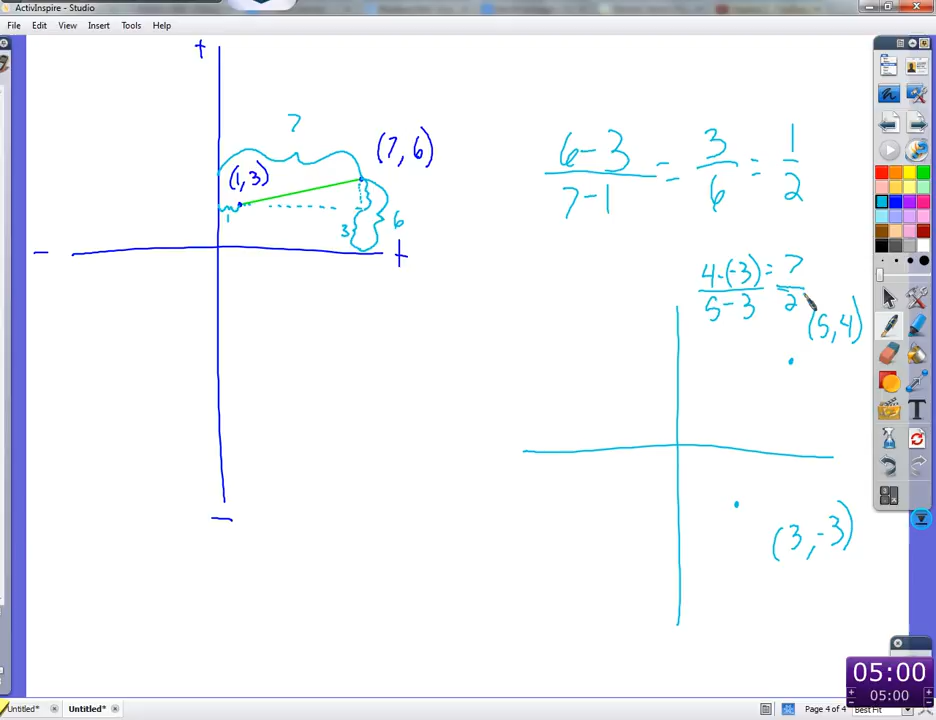 ActivInspire - Studio
File Edit View Insert Tools Help
+
7
(7, 6)
(1,3)
1
3
6
-
+
-
6-3/7-1 = 3/6 = 1/2
4-(-3)/5-3 = 7/2
(5,4)
(3,-3)
T
05:00
05:00
Untitled* Untitled* Page 4 of 4 Best Fit